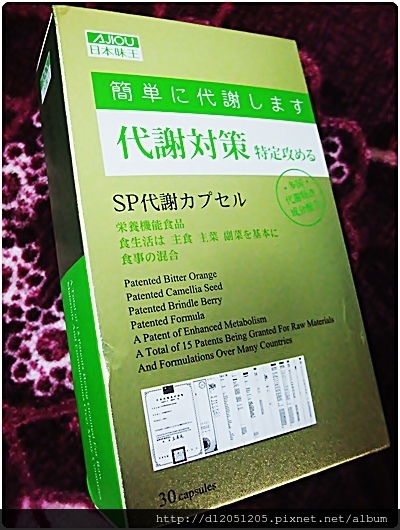 AJIOU
日本味王
簡単に代謝します
代謝対策 特定攻める
SP代謝カプセル
栄養機能食品
食生活は 主食 主菜 副菜を基本に
食事の混合
Patented Bitter Orange
Patented Camellia Seed
Patented Brindle Berry
Patented Formula
A Patent of Enhanced Metabolism
A Total of 15 Patents Being Granted For Raw Materials
And Formulations Over Many Countries
30 capsules
http://d12051205.pixnet.net/album